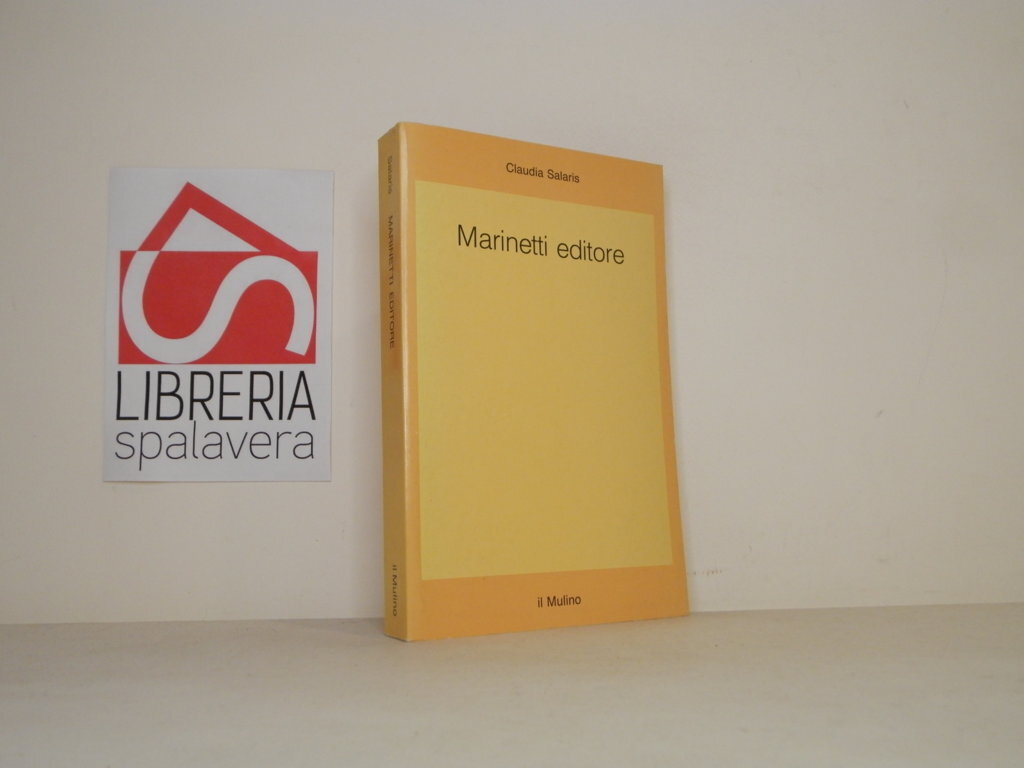 LIBRERIA
spalavera
Salaris MARINETTI EDITORE
il Mulino
Claudia Salaris
Marinetti editore
il Mulino